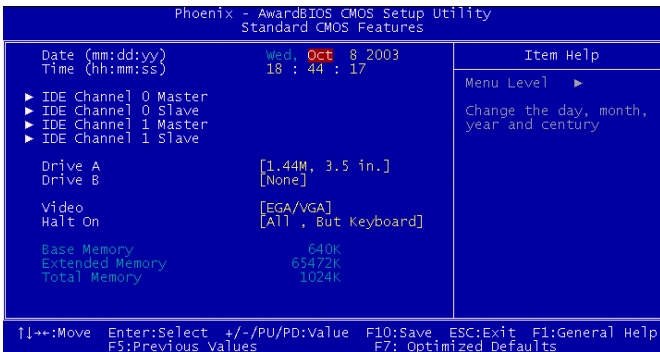 Phoenix - AwardBIOS CMOS Setup Utility
Standard CMOS Features
Date (mm:dd:yy) Wed, Oct 8 2003
Time (hh:mm:ss) 18 : 44 : 17
► IDE Channel 0 Master
► IDE Channel 0 Slave
► IDE Channel 1 Master
► IDE Channel 1 Slave
Drive A [1.44M, 3.5 in.]
Drive B [None]
Video [EGA/VGA]
Halt On [All , But Keyboard]
Base Memory 640K
Extended Memory 65472K
Total Memory 1024K
Item Help
Menu Level ►
Change the day, month,
year and century
↑↓→←:Move Enter:Select +/-/PU/PD:Value F10:Save ESC:Exit F1:General Help
F5:Previous Values F7: Optimized Defaults